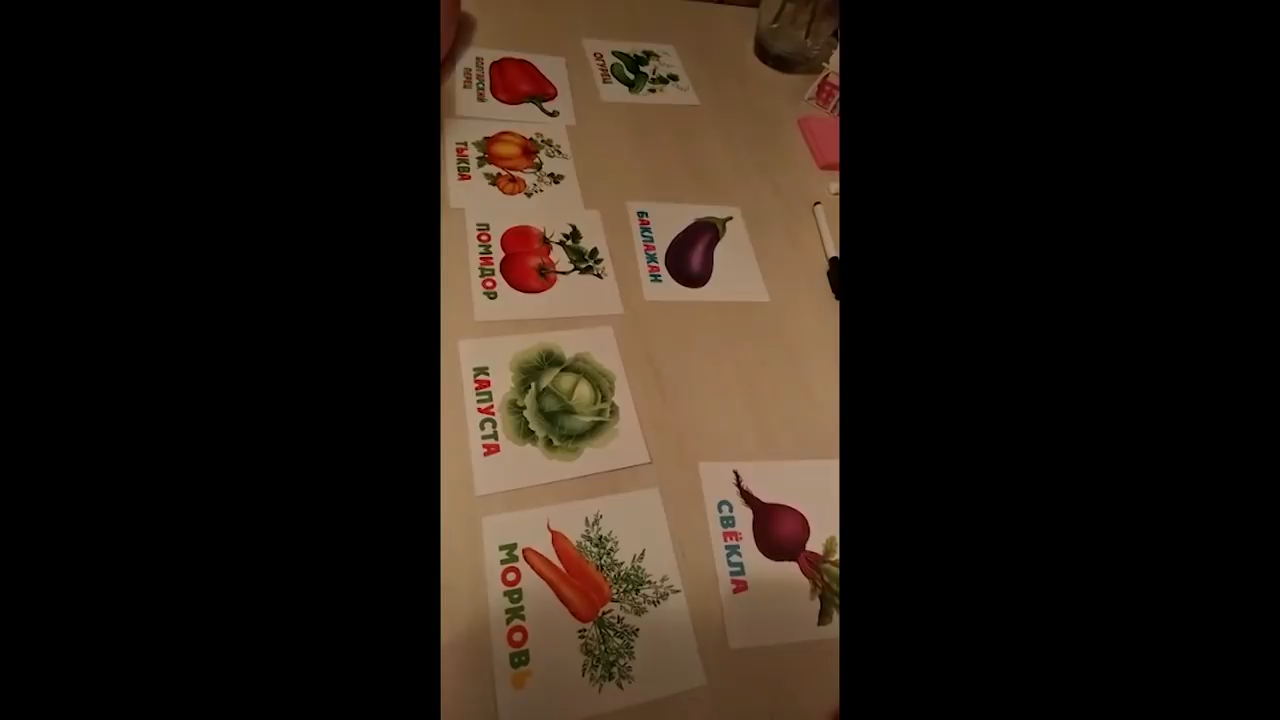 БОЛГАРСКИЙ
ПЕРЕЦ
ОГУРЕЦ
ТЫКВА
ПОМИДОР
БАКЛАЖАН
КАПУСТА
МОРКОВЬ
СВЁКЛА